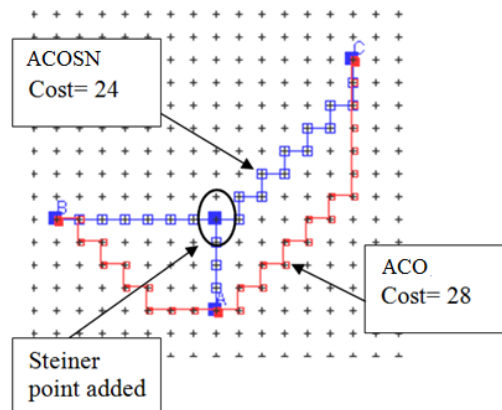 ACOSN
Cost= 24
C
B
A
ACO
Cost= 28
Steiner
point added